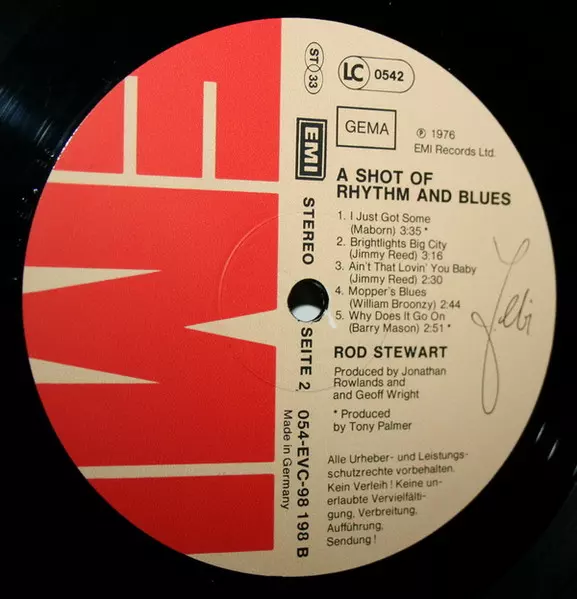 EMI
ST
33
LC 0542
GEMA
EMI
℗ 1976
EMI Records Ltd.
STEREO
A SHOT OF
RHYTHM AND BLUES
1. I Just Got Some
(Maborn) 3:35 *
2. Brightlights Big City
(Jimmy Reed) 3:16
3. Ain't That Lovin' You Baby
(Jimmy Reed) 2:30
4. Mopper's Blues
(William Broonzy) 2:44
5. Why Does It Go On
(Barry Mason) 2:51 *
SEITE 2
ROD STEWART
Produced by Jonathan
Rowlands and
and Geoff Wright
* Produced
by Tony Palmer
054-EVC-98 198 B
Made in Germany
Alle Urheber- und Leistungs-
schutzrechte vorbehalten.
Kein Verleih! Keine un-
erlaubte Vervielfälti-
gung, Verbreitung,
Aufführung,
Sendung!